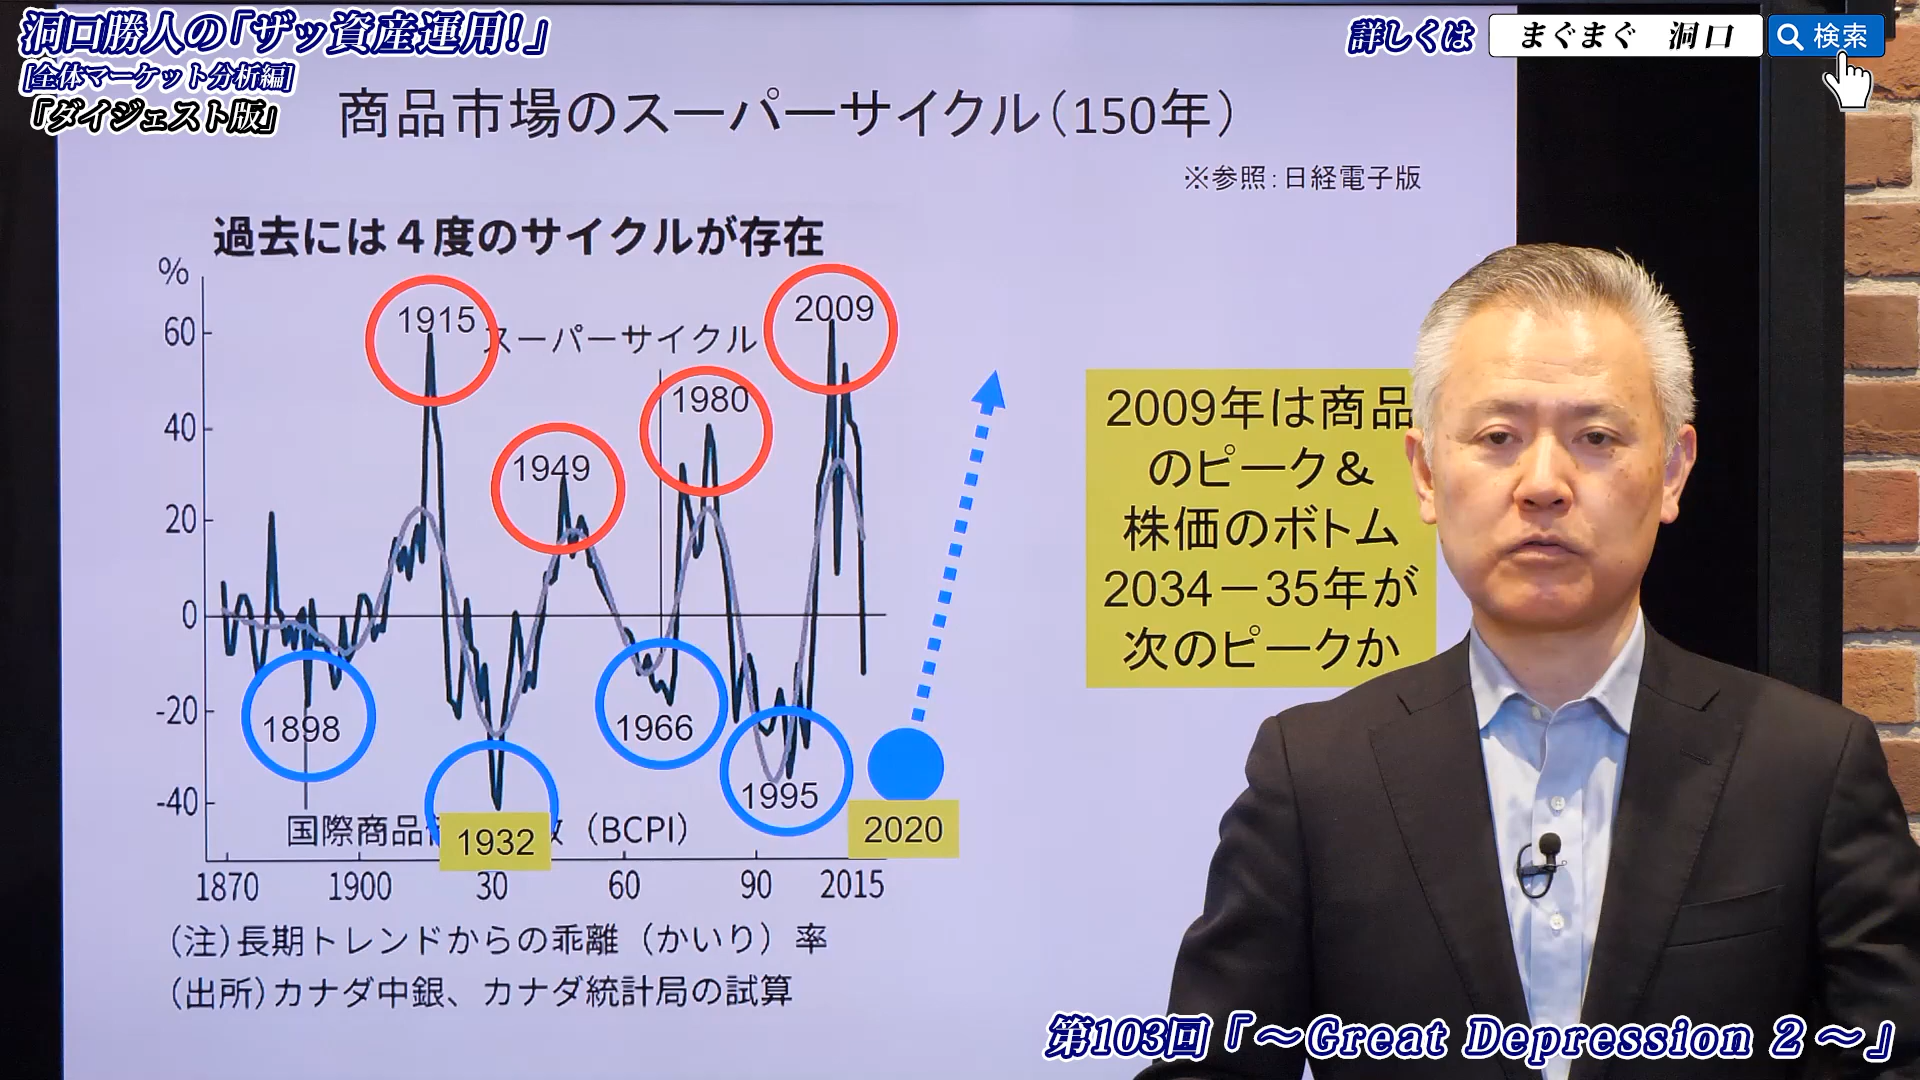 洞口勝人の「ザッ資産運用!」
[全体マーケット分析編]
「ダイジェスト版」
詳しくは
まぐまぐ 洞口
検索
商品市場のスーパーサイクル(150年)
※参照:日経電子版
過去には4度のサイクルが存在
%
60
40
20
0
-20
-40
スーパーサイクル
1915
1949
1980
2009
1898
1932
1966
1995
2020
国際商品
(BCPI)
1870
1900
30
60
90
2015
(注)長期トレンドからの乖離(かいり)率
(出所)カナダ中銀、カナダ統計局の試算
2009年は商品
のピーク&
株価のボトム
2034-35年が
次のピークか
第103回「~Great Depression 2~」